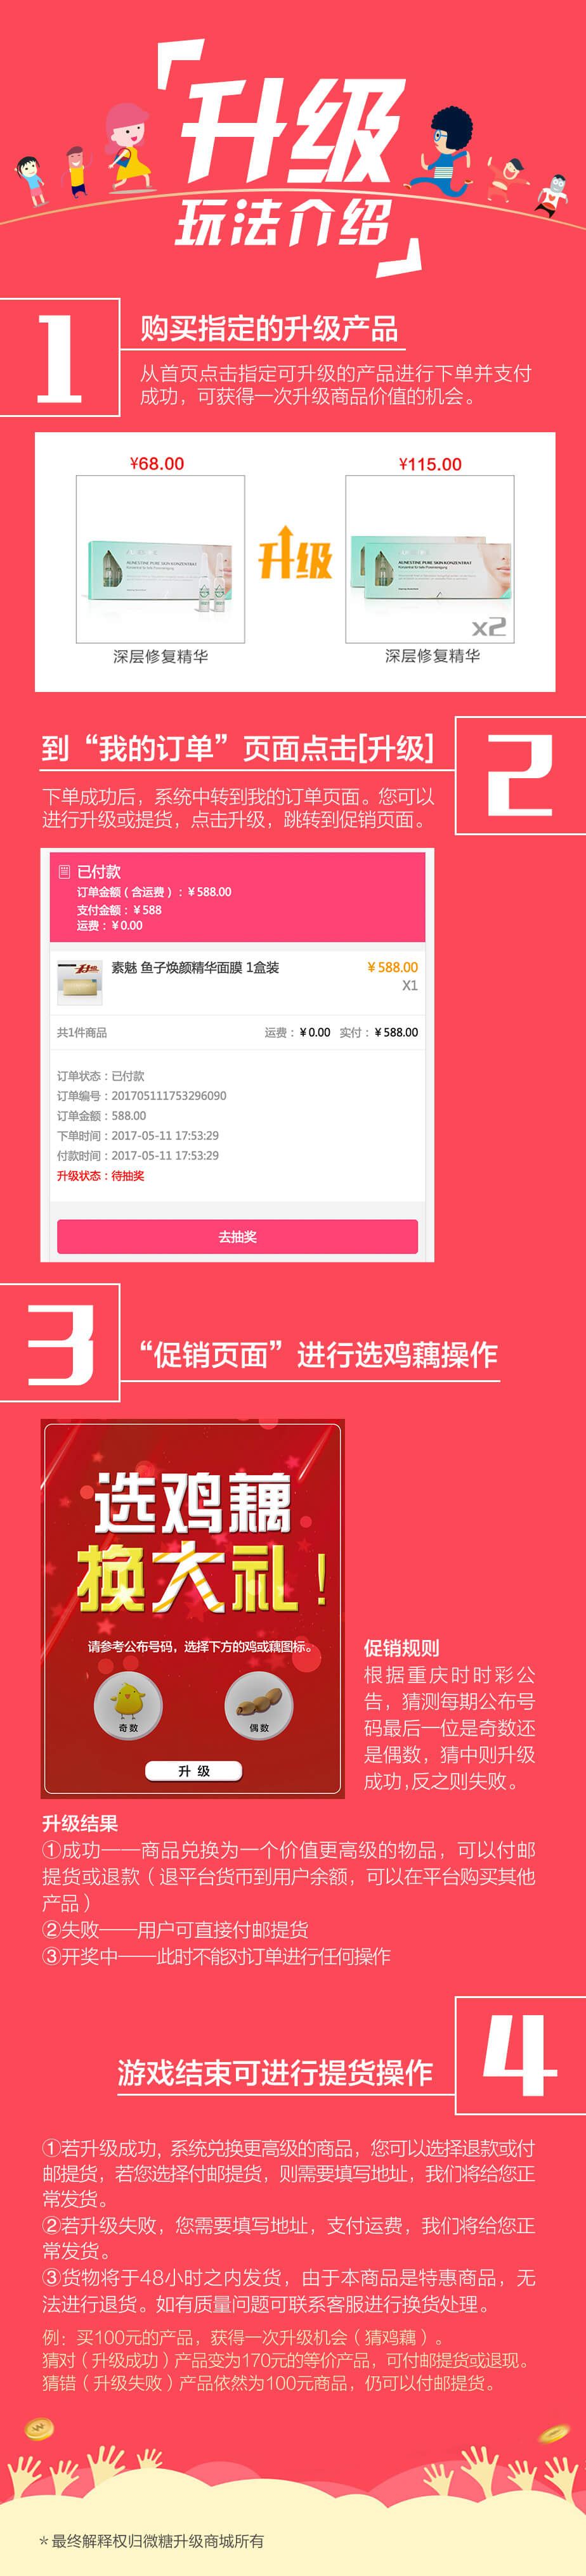 「升级
玩法介绍」
1
购买指定的升级产品
从首页点击指定可升级的产品进行下单并支付
成功，可获得一次升级商品价值的机会。
¥68.00
¥115.00
AUNESTINE PURE SKIN KONZENTRAT
升级
AUNESTINE PURE SKIN KONZENTRAT
x2
深层修复精华
深层修复精华
到“我的订单”页面点击[升级]
2
下单成功后，系统中转到我的订单页面。您可以
进行升级或提货，点击升级，跳转到促销页面。
已付款
订单金额（含运费）：¥588.00
支付金额：¥588
运费：¥0.00
升级
素魅 鱼子焕颜精华面膜 1盒装
¥588.00
X1
共1件商品
运费：¥0.00 实付：¥588.00
订单状态：已付款
订单编号：201705111753296090
订单金额：588.00
下单时间：2017-05-11 17:53:29
付款时间：2017-05-11 17:53:29
升级状态：待抽奖
去抽奖
3
“促销页面”进行选鸡藕操作
选鸡藕
换大礼！
请参考公布号码，选择下方的鸡或藕图标。
奇数
偶数
升 级
促销规则
根据重庆时时彩公
告，猜测每期公布号
码最后一位是奇数还
是偶数，猜中则升级
成功,反之则失败。
升级结果
①成功——商品兑换为一个价值更高级的物品，可以付邮
提货或退款（退平台货币到用户余额，可以在平台购买其他
产品）
②失败——用户可直接付邮提货
③开奖中——此时不能对订单进行任何操作
4
游戏结束可进行提货操作
①若升级成功, 系统兑换更高级的商品，您可以选择退款或付
邮提货，若您选择付邮提货，则需要填写地址，我们将给您正
常发货。
②若升级失败，您需要填写地址，支付运费，我们将给您正
常发货。
③货物将于48小时之内发货，由于本商品是特惠商品，无
法进行退货。如有质量问题可联系客服进行换货处理。
例：买100元的产品，获得一次升级机会（猜鸡藕）。
猜对（升级成功）产品变为170元的等价产品，可付邮提货或退现。
猜错（升级失败）产品依然为100元商品，仍可以付邮提货。
＊最终解释权归微糖升级商城所有